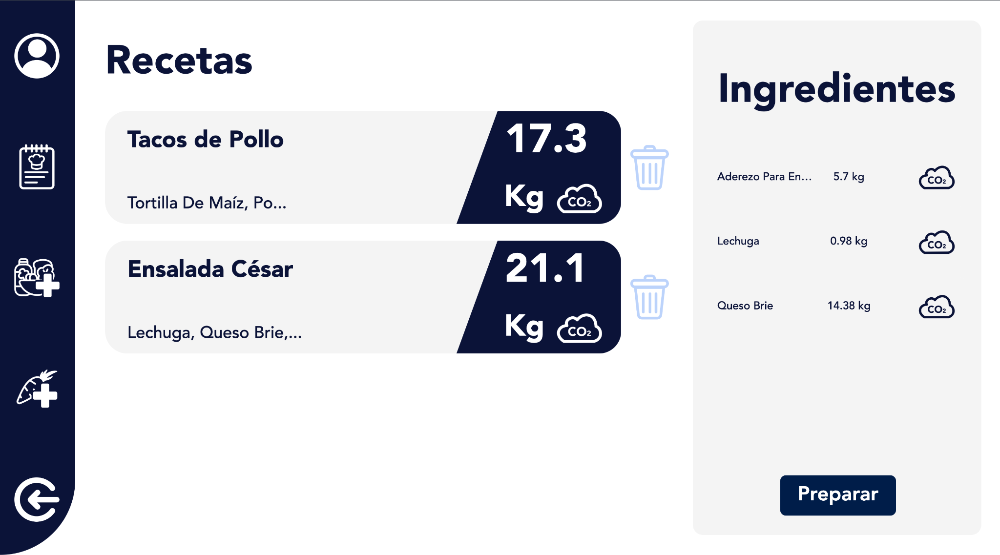 Recetas
Tacos de Pollo
Tortilla De Maíz, Po...
17.3
Kg CO₂
Ensalada César
Lechuga, Queso Brie,...
21.1
Kg CO₂
Ingredientes
Aderezo Para En... 5.7 kg CO₂
Lechuga 0.98 kg CO₂
Queso Brie 14.38 kg CO₂
Preparar